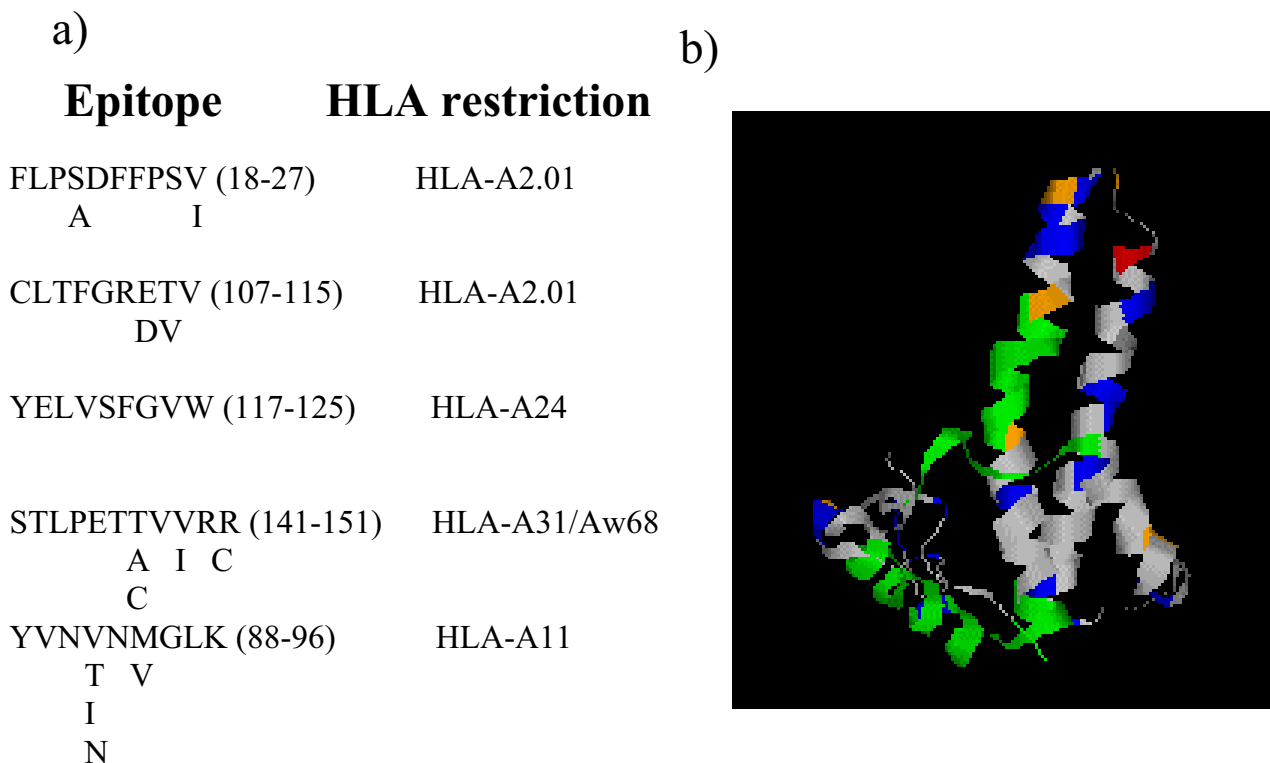 a)
b)
Epitope HLA restriction
FLPSDFFPSV (18-27) HLA-A2.01
A I
CLTFGRETV (107-115) HLA-A2.01
DV
YELVSFGVW (117-125) HLA-A24
STLPETTVVRR (141-151) HLA-A31/Aw68
A I C
C
YVNVNMGLK (88-96) HLA-A11
T V
I
N